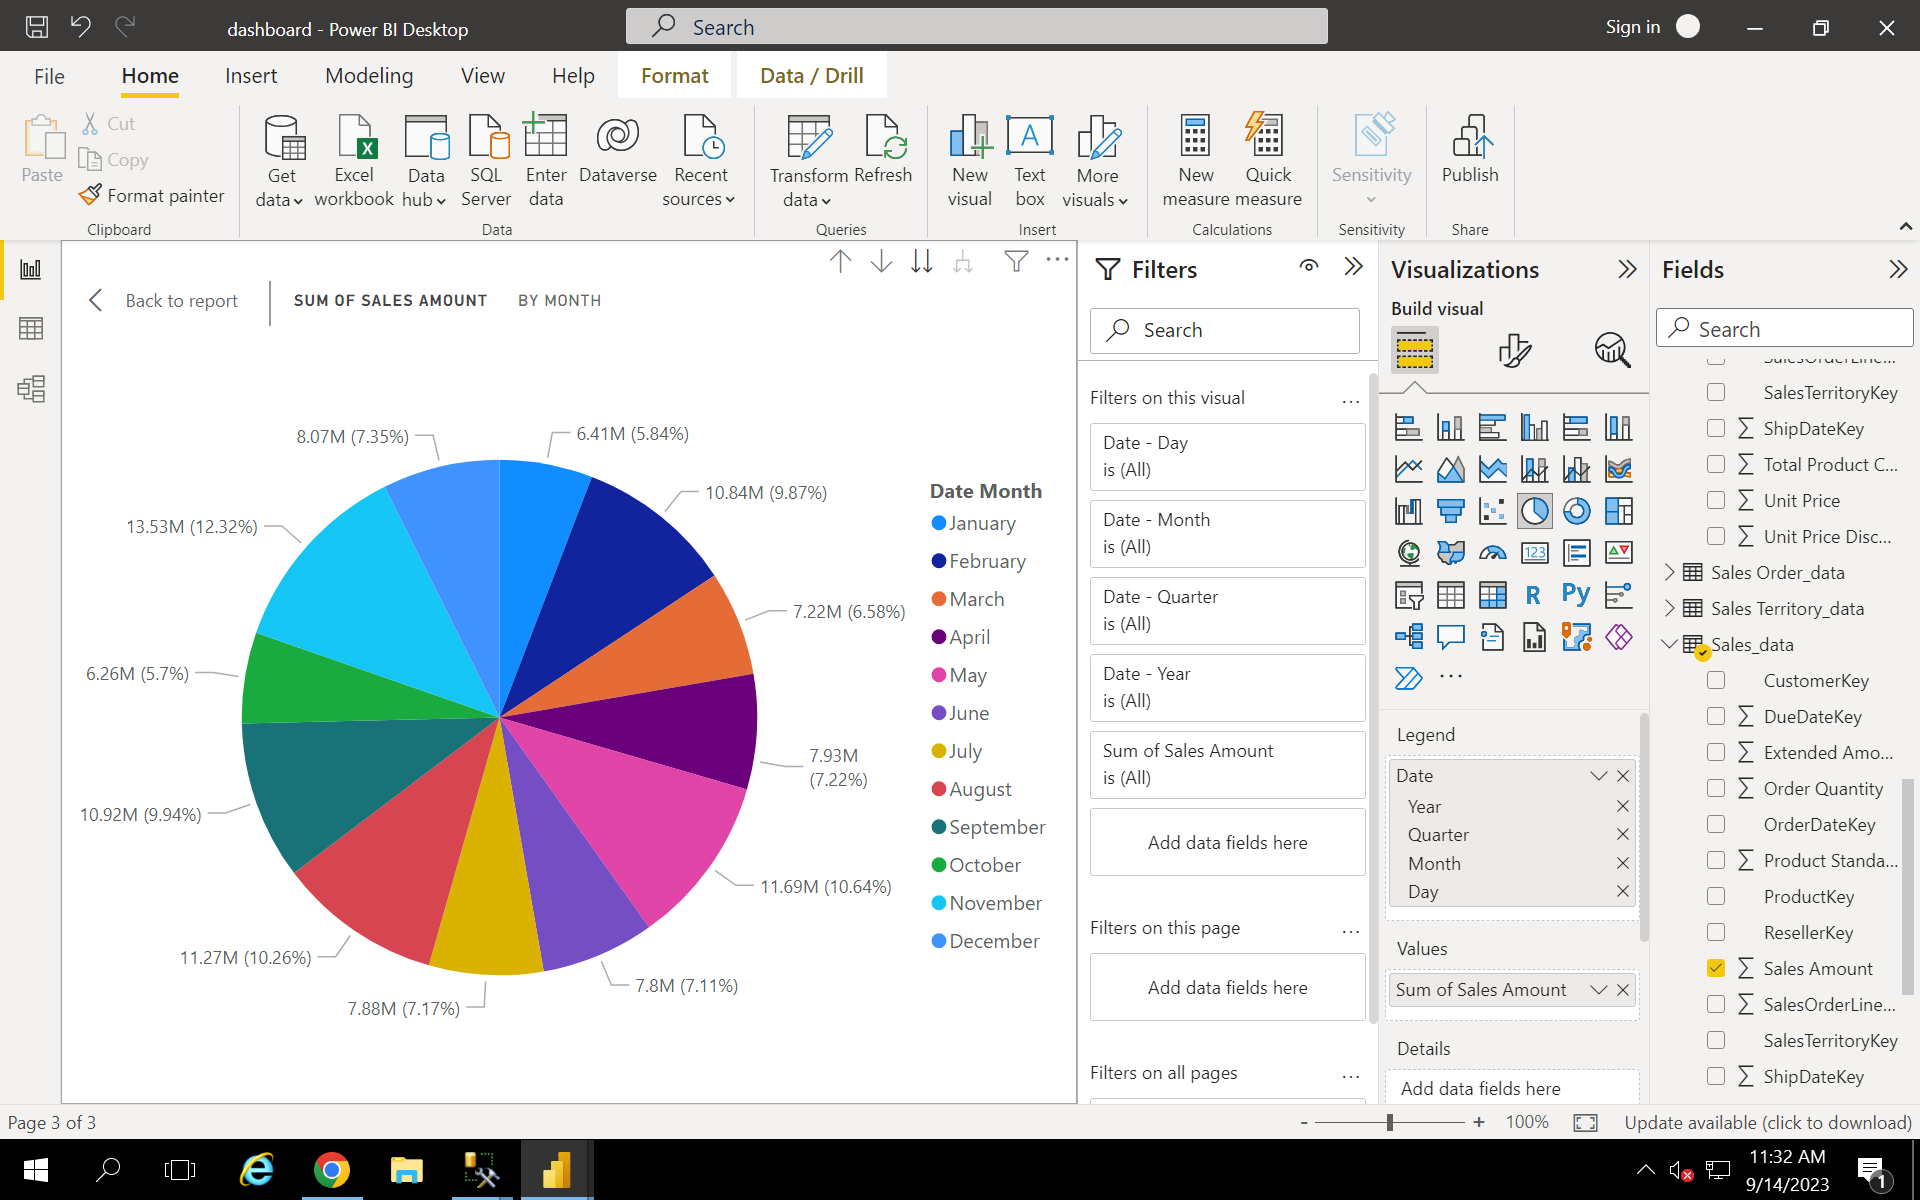 dashboard - Power BI Desktop
Search
Sign in
File
Home
Insert
Modeling
View
Help
Format
Data / Drill
Paste
Cut
Copy
Format painter
Clipboard
Get data
Excel workbook
Data hub
SQL Server
Enter data
Dataverse
Recent sources
Data
Transform data
Refresh
Queries
New visual
Text box
More visuals
Insert
New measure
Quick measure
Calculations
Sensitivity
Sensitivity
Publish
Share
Back to report
SUM OF SALES AMOUNT
BY MONTH
8.07M (7.35%)
6.41M (5.84%)
10.84M (9.87%)
13.53M (12.32%)
7.22M (6.58%)
6.26M (5.7%)
7.93M
(7.22%)
10.92M (9.94%)
11.69M (10.64%)
11.27M (10.26%)
7.8M (7.11%)
7.88M (7.17%)
Date Month
January
February
March
April
May
June
July
August
September
October
November
December
Filters
Search
Filters on this visual
Date - Day
is (All)
Date - Month
is (All)
Date - Quarter
is (All)
Date - Year
is (All)
Sum of Sales Amount
is (All)
Add data fields here
Filters on this page
Add data fields here
Filters on all pages
Visualizations
Build visual
123
R
Py
Legend
Date
Year
Quarter
Month
Day
Values
Sum of Sales Amount
Details
Add data fields here
Fields
Search
SalesOrderLine...
SalesTerritoryKey
ShipDateKey
Total Product C...
Unit Price
Unit Price Disc...
Sales Order_data
Sales Territory_data
Sales_data
CustomerKey
DueDateKey
Extended Amo...
Order Quantity
OrderDateKey
Product Standa...
ProductKey
ResellerKey
Sales Amount
SalesOrderLine...
SalesTerritoryKey
ShipDateKey
Page 3 of 3
- + 100%
Update available (click to download)
11:32 AM
9/14/2023
1